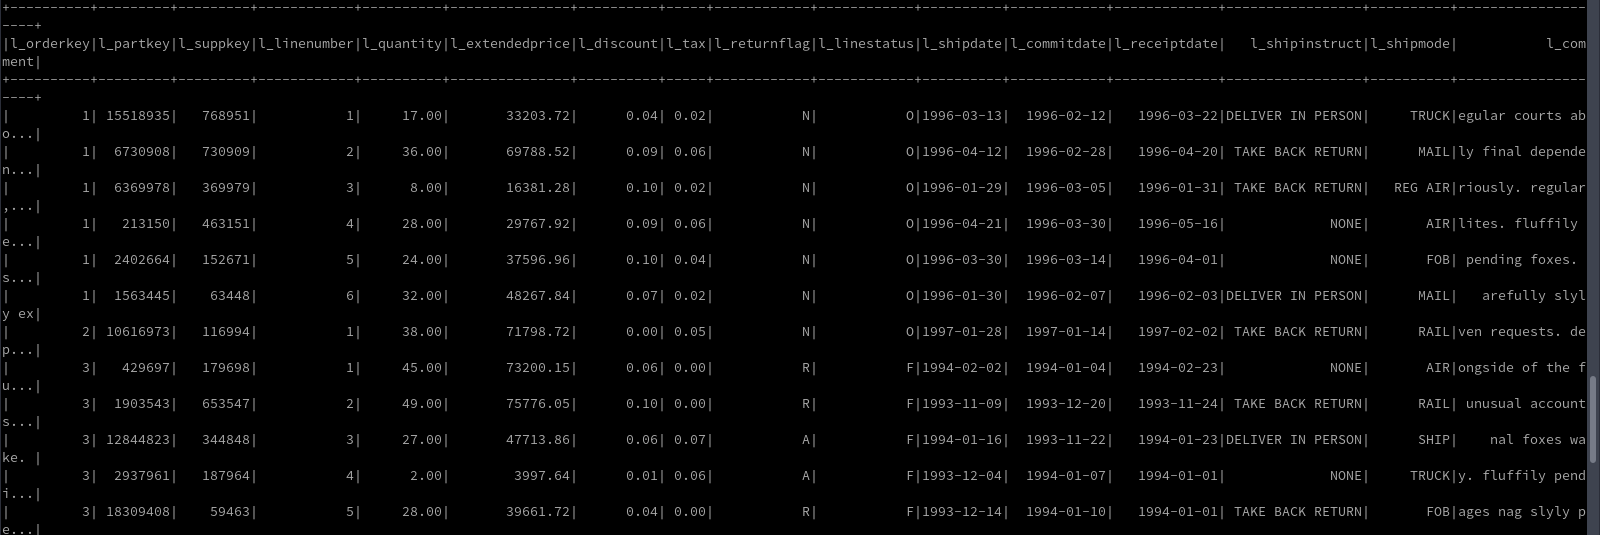 +----------+---------+---------+------------+----------+---------------+----------+-----+------------+------------+----------+------------+-------------+-----------------+----------+----------------
----+
|l_orderkey|l_partkey|l_suppkey|l_linenumber|l_quantity|l_extendedprice|l_discount|l_tax|l_returnflag|l_linestatus|l_shipdate|l_commitdate|l_receiptdate|   l_shipinstruct|l_shipmode|           l_com
ment|
+----------+---------+---------+------------+----------+---------------+----------+-----+------------+------------+----------+------------+-------------+-----------------+----------+----------------
----+
|         1| 15518935|   768951|           1|     17.00|       33203.72|      0.04| 0.02|           N|           O|1996-03-13|  1996-02-12|   1996-03-22|DELIVER IN PERSON|     TRUCK|egular courts ab
o...|
|         1|  6730908|   730909|           2|     36.00|       69788.52|      0.09| 0.06|           N|           O|1996-04-12|  1996-02-28|   1996-04-20| TAKE BACK RETURN|      MAIL|ly final depende
n...|
|         1|  6369978|   369979|           3|      8.00|       16381.28|      0.10| 0.02|           N|           O|1996-01-29|  1996-03-05|   1996-01-31| TAKE BACK RETURN|   REG AIR|riously. regular
,...|
|         1|   213150|   463151|           4|     28.00|       29767.92|      0.09| 0.06|           N|           O|1996-04-21|  1996-03-30|   1996-05-16|             NONE|       AIR|lites. fluffily 
e...|
|         1|  2402664|   152671|           5|     24.00|       37596.96|      0.10| 0.04|           N|           O|1996-03-30|  1996-03-14|   1996-04-01|             NONE|       FOB| pending foxes. 
s...|
|         1|  1563445|    63448|           6|     32.00|       48267.84|      0.07| 0.02|           N|           O|1996-01-30|  1996-02-07|   1996-02-03|DELIVER IN PERSON|      MAIL|   arefully slyl
y ex|
|         2| 10616973|   116994|           1|     38.00|       71798.72|      0.00| 0.05|           N|           O|1997-01-28|  1997-01-14|   1997-02-02| TAKE BACK RETURN|      RAIL|ven requests. de
p...|
|         3|   429697|   179698|           1|     45.00|       73200.15|      0.06| 0.00|           R|           F|1994-02-02|  1994-01-04|   1994-02-23|             NONE|       AIR|ongside of the f
u...|
|         3|  1903543|   653547|           2|     49.00|       75776.05|      0.10| 0.00|           R|           F|1993-11-09|  1993-12-20|   1993-11-24| TAKE BACK RETURN|      RAIL| unusual account
s...|
|         3| 12844823|   344848|           3|     27.00|       47713.86|      0.06| 0.07|           A|           F|1994-01-16|  1993-11-22|   1994-01-23|DELIVER IN PERSON|      SHIP|    nal foxes wa
ke. |
|         3|  2937961|   187964|           4|      2.00|        3997.64|      0.01| 0.06|           A|           F|1993-12-04|  1994-01-07|   1994-01-01|             NONE|     TRUCK|y. fluffily pend
i...|
|         3| 18309408|    59463|           5|     28.00|       39661.72|      0.04| 0.00|           R|           F|1993-12-14|  1994-01-10|   1994-01-01| TAKE BACK RETURN|       FOB|ages nag slyly p
e...|